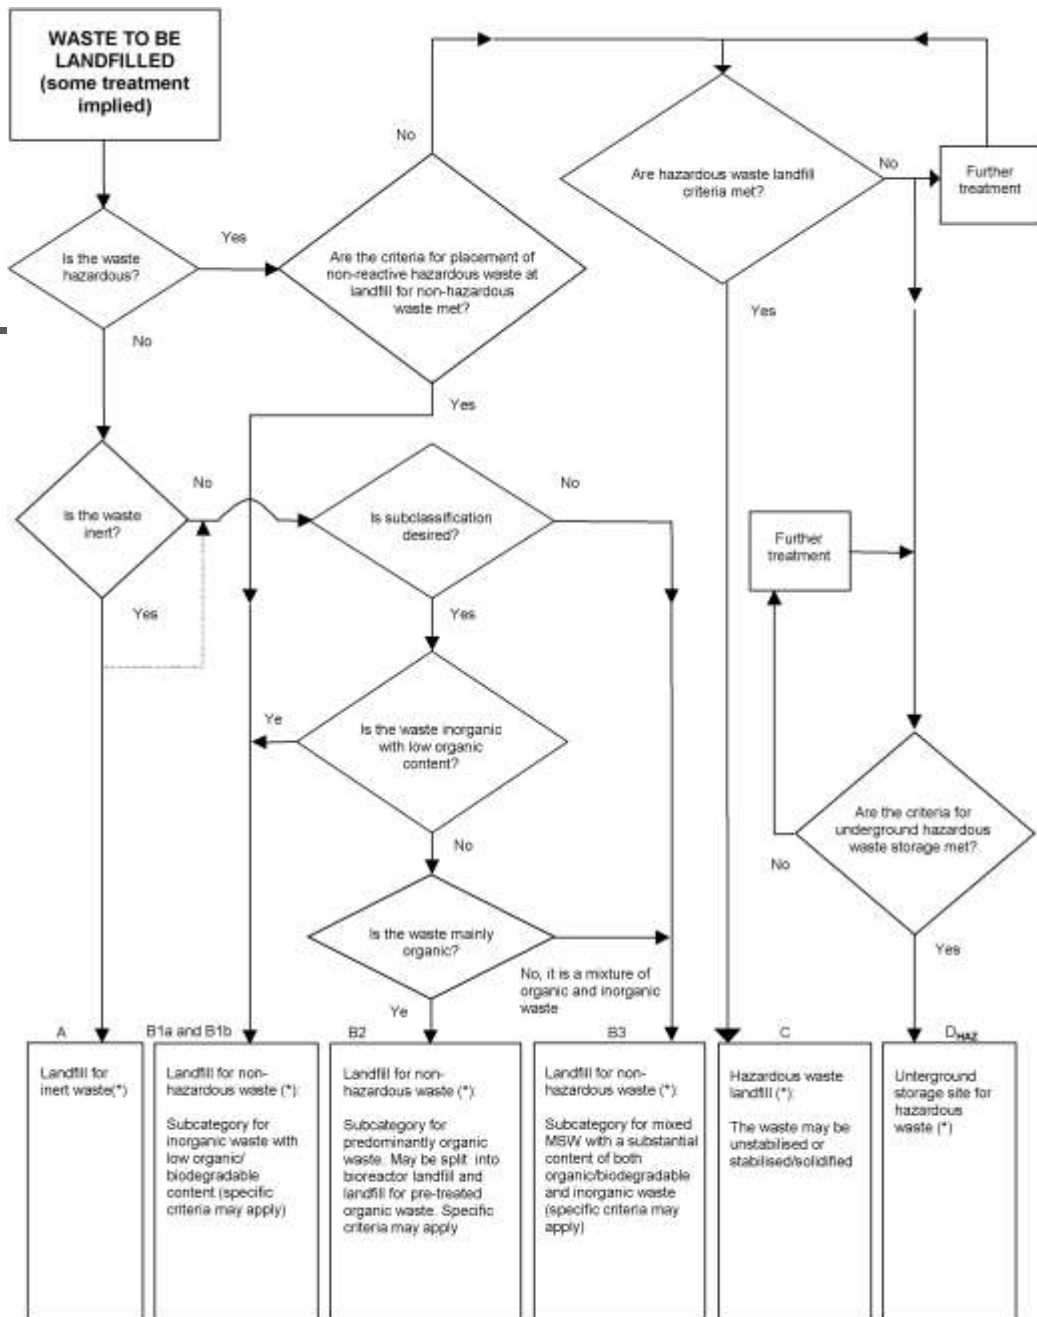 WASTE TO BE
LANDFILLED
(some treatment
implied)
No
Are hazardous waste landfill
criteria met?
No
Further
treatment
Is the waste
hazardous?
Yes
Are the criteria for placement of
non-reactive hazardous waste at
landfill for non-hazardous
waste met?
No
Yes
Yes
Is the waste
inert?
No
Is subclassification
desired?
No
Further
treatment
Yes
Yes
Ye
Is the waste inorganic
with low organic
content?
No
Are the criteria for
underground hazardous
waste storage met?
No
Is the waste mainly
organic?
No, it is a mixture of
organic and inorganic
waste
Ye
Yes
A
B1a and B1b
B2
B3
C
DHAZ
Landfill for
inert waste(*)
Landfill for non-
hazardous waste (*):
Subcategory for
inorganic waste with
low organic/
biodegradable
content (specific
criteria may apply)
Landfill for non-
hazardous waste (*):
Subcategory for
predominantly organic
waste. May be split into
bioreactor landfill and
landfill for pre-treated
organic waste. Specific
criteria may apply
Landfill for non-
hazardous waste (*):
Subcategory for mixed
MSW with a substantial
content of both
organic/biodegradable
and inorganic waste
(specific criteria may
apply)
Hazardous waste
landfill (*):
The waste may be
unstabilised or
stabilised/solidified
Unterground
storage site for
hazardous
waste (*)